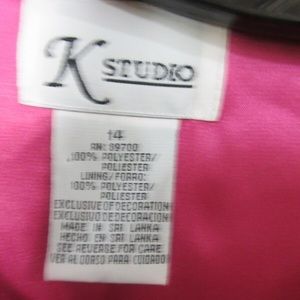 K STUDIO
14
RN: 89700
100% POLYESTER/
POLIESTER
LINING/FORRO:
100% POLYESTER/
POLIESTER
EXCLUSIVE OF DECORATION/
EXCLUSIVO DE DECORACION
MADE IN SRI LANKA/
HECHO EN SRI LANKA
SEE REVERSE FOR CARE
VER AL DORSO PARA CUIDADO